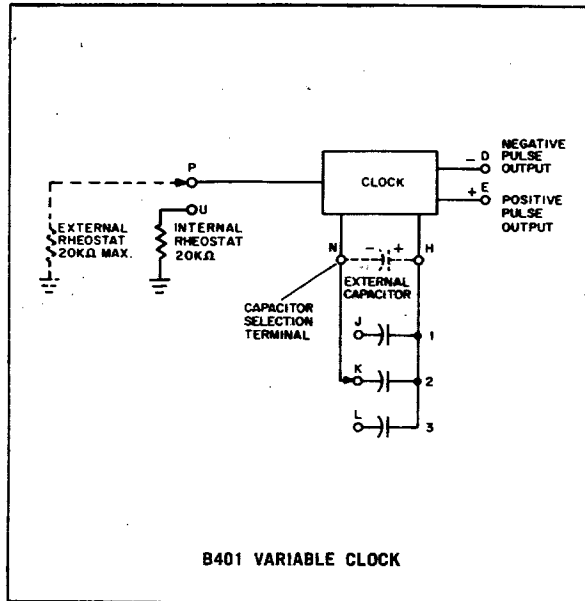 NEGATIVE
PULSE
OUTPUT
– D
P
CLOCK
+ E
POSITIVE
PULSE
OUTPUT
U
EXTERNAL
RHEOSTAT
20KΩ MAX.
INTERNAL
RHEOSTAT
20KΩ
N
– +
H
EXTERNAL
CAPACITOR
CAPACITOR
SELECTION
TERMINAL
J
1
K
2
L
3
B401 VARIABLE CLOCK